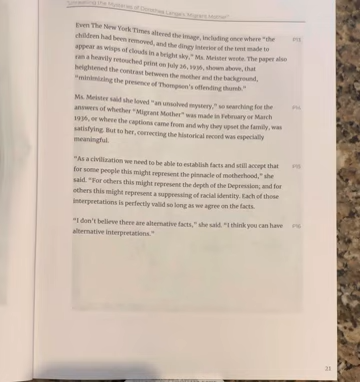 "Unraveling the Mysteries of Dorothea Lange's 'Migrant Mother'"
Even The New York Times altered the image, including once where "the
children had been removed, and the dingy interior of the tent made to
appear as wisps of clouds in a bright sky," Ms. Meister wrote. The paper also
ran a heavily retouched print on July 26, 1936, shown above, that
heightened the contrast between the mother and the background,
"minimizing the presence of Thompson's offending thumb."
Ms. Meister said she loved "an unsolved mystery," so searching for the
answers of whether "Migrant Mother" was made in February or March
1936, or where the captions came from and why they upset the family, was
satisfying. But to her, correcting the historical record was especially
meaningful.
"As a civilization we need to be able to establish facts and still accept that
for some people this might represent the pinnacle of motherhood," she
said. "For others this might represent the depth of the Depression; and for
others this might represent a suppressing of racial identity. Each of those
interpretations is perfectly valid so long as we agree on the facts.
"I don't believe there are alternative facts," she said. "I think you can have
alternative interpretations."